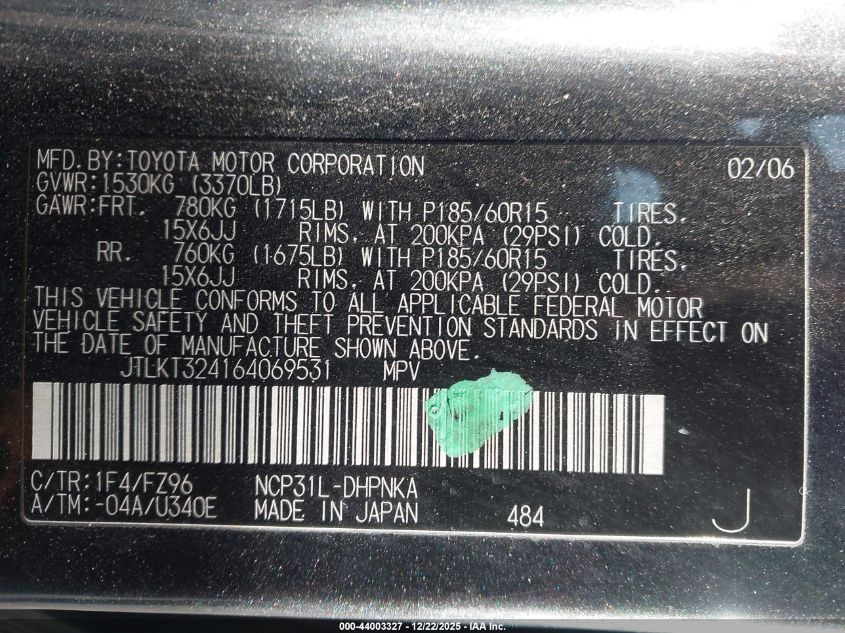 MFD. BY: TOYOTA MOTOR CORPORATION 02/06
GVWR: 1530KG (3370LB)
GAWR: FRT. 780KG (1715LB) WITH P185/60R15 TIRES.
15X6JJ RIMS. AT 200KPA (29PSI) COLD.
RR. 760KG (1675LB) WITH P185/60R15 TIRES.
15X6JJ RIMS. AT 200KPA (29PSI) COLD.
THIS VEHICLE CONFORMS TO ALL APPLICABLE FEDERAL MOTOR
VEHICLE SAFETY AND THEFT PREVENTION STANDARDS IN EFFECT ON
THE DATE OF MANUFACTURE SHOWN ABOVE.
JTLKT324164069531 MPV
C/TR: 1F4/FZ96 NCP31L-DHPNKA
A/TM: -04A/U340E MADE IN JAPAN 484 J
000-44003327 - 12/22/2025 - IAA Inc.